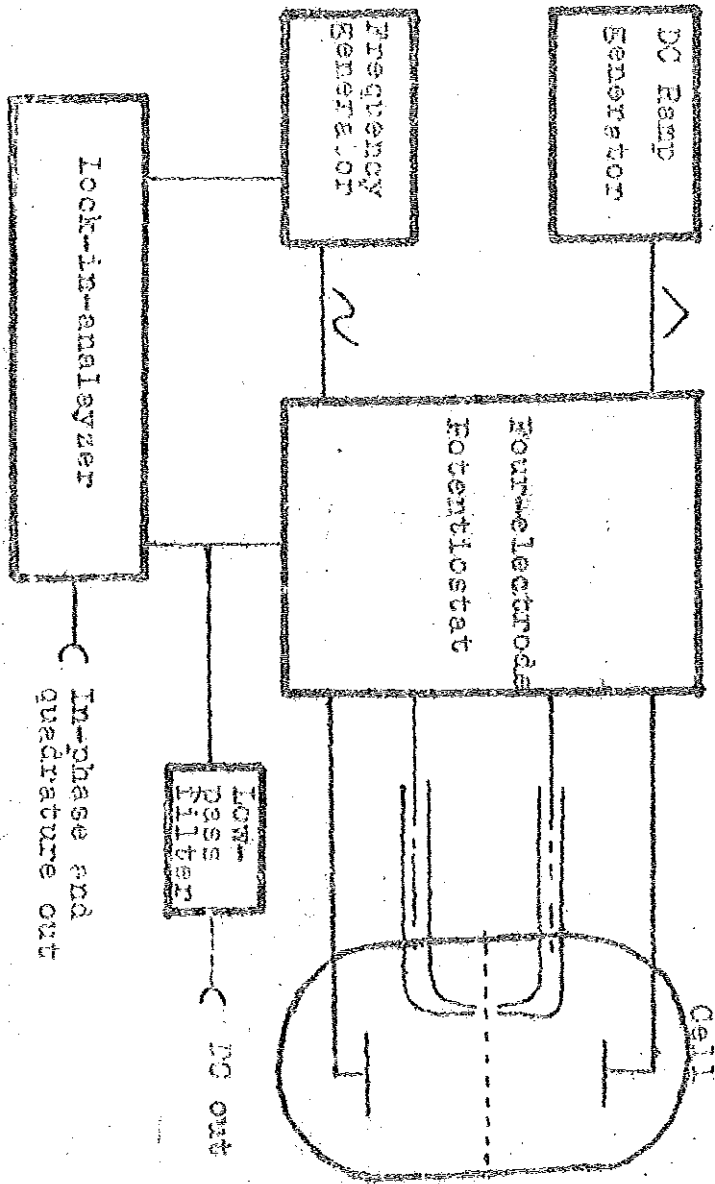 DC Ramp
generator
Frequency
generator
Four-electrode
Potentiostat
Cell
Lock-in-analayzer
Low-
pass
filter
In-phase and
quadrature out
DC out